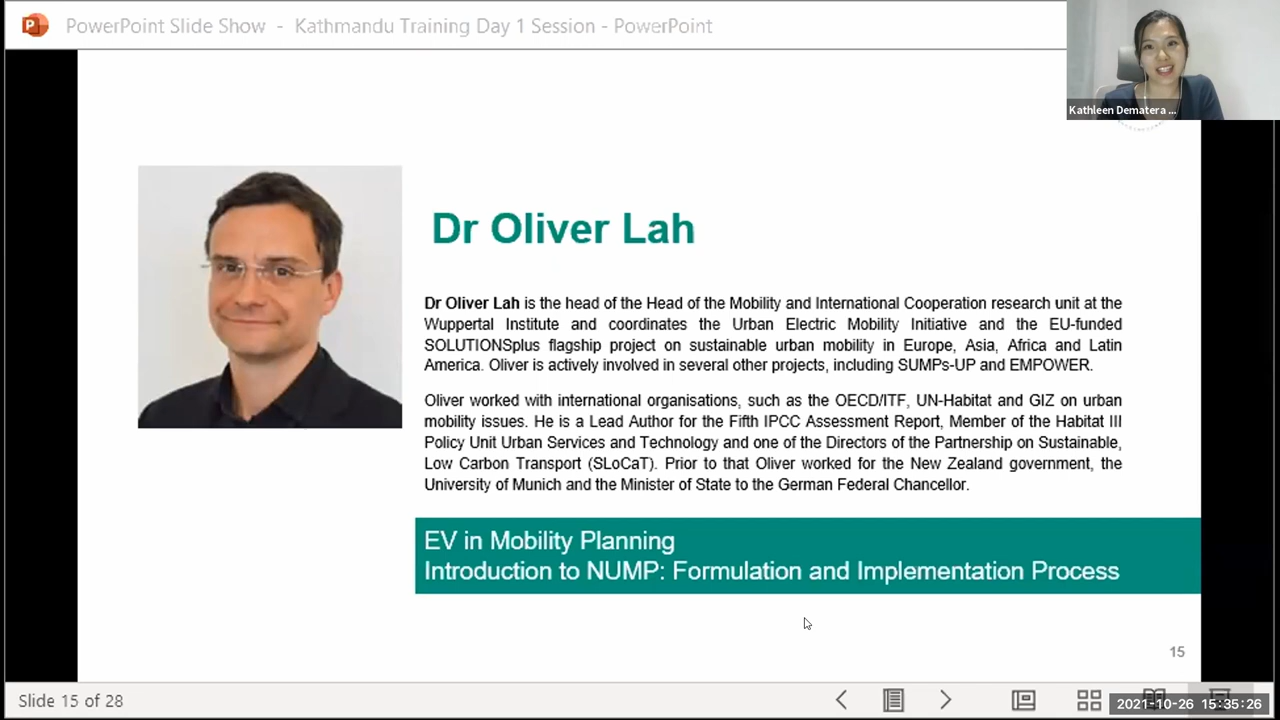 PowerPoint Slide Show - Kathmandu Training Day 1 Session - PowerPoint
Kathleen Dematera ...
Dr Oliver Lah
Dr Oliver Lah is the head of the Head of the Mobility and International Cooperation research unit at the
Wuppertal Institute and coordinates the Urban Electric Mobility Initiative and the EU-funded
SOLUTIONSplus flagship project on sustainable urban mobility in Europe, Asia, Africa and Latin
America. Oliver is actively involved in several other projects, including SUMPs-UP and EMPOWER.
Oliver worked with international organisations, such as the OECD/ITF, UN-Habitat and GIZ on urban
mobility issues. He is a Lead Author for the Fifth IPCC Assessment Report, Member of the Habitat III
Policy Unit Urban Services and Technology and one of the Directors of the Partnership on Sustainable,
Low Carbon Transport (SLoCaT). Prior to that Oliver worked for the New Zealand government, the
University of Munich and the Minister of State to the German Federal Chancellor.
EV in Mobility Planning
Introduction to NUMP: Formulation and Implementation Process
15
Slide 15 of 28
2021-10-26 15:35:26